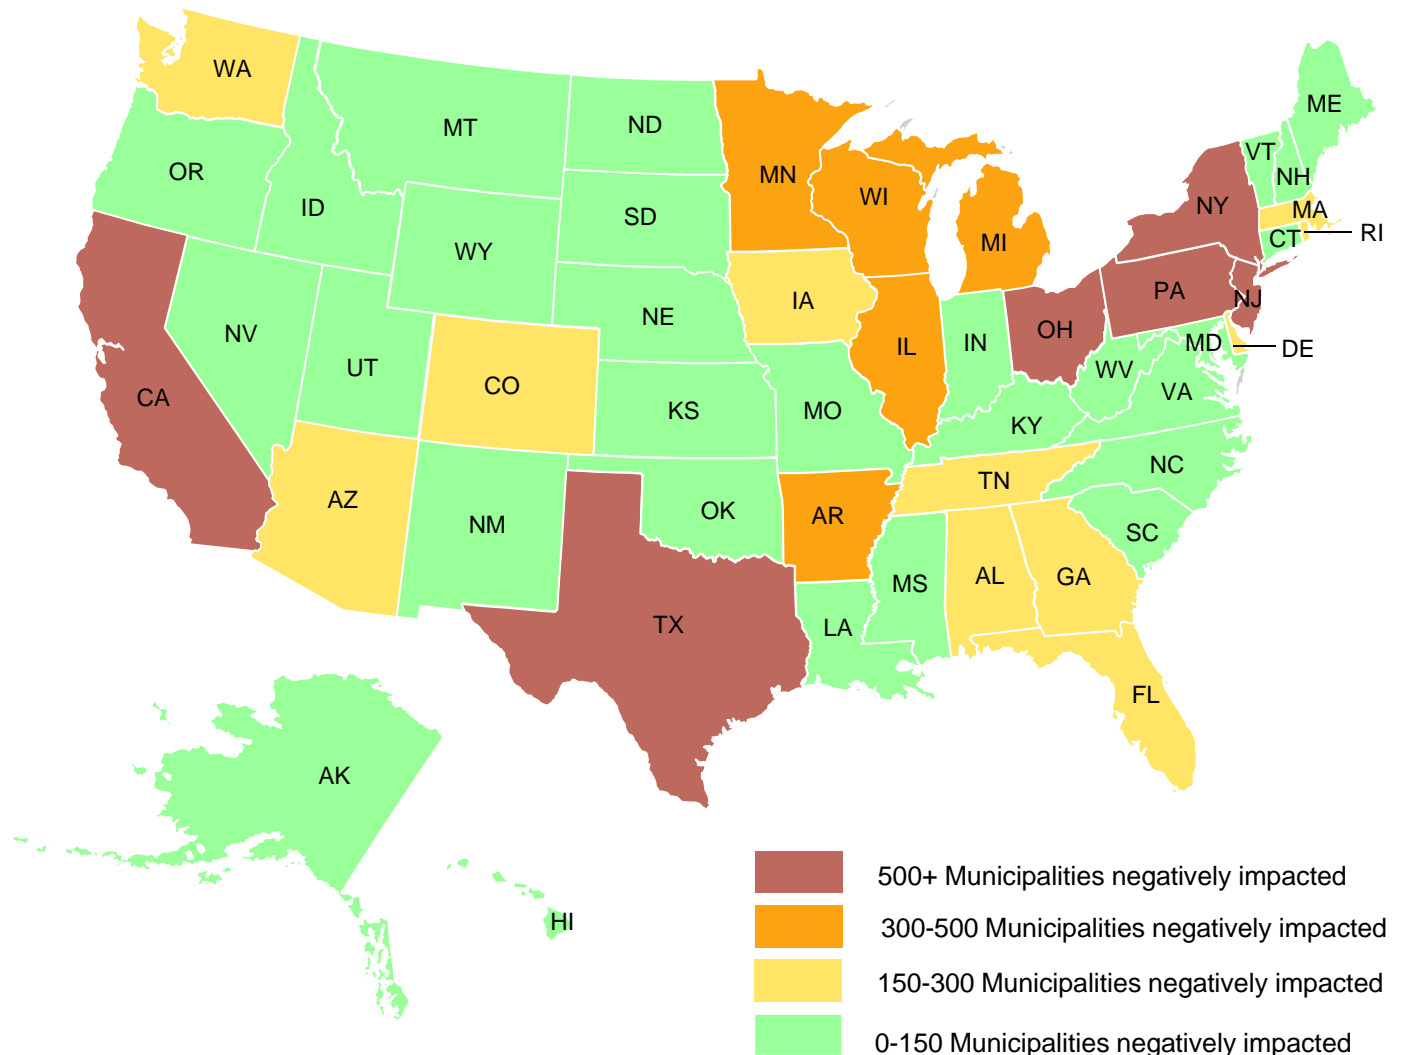 WA
ME
MT
ND
VT
OR
MN
NH
WI
ID
NY
MA
SD
RI
CT
MI
WY
PA
NJ
IA
NE
OH
NV
IN
MD
IL
DE
UT
WV
CO
VA
CA
KS
MO
KY
NC
TN
AZ
OK
AR
NM
SC
GA
AL
MS
TX
LA
FL
AK
500+ Municipalities negatively impacted
HI
300-500 Municipalities negatively impacted
150-300 Municipalities negatively impacted
0-150 Municipalities negatively impacted